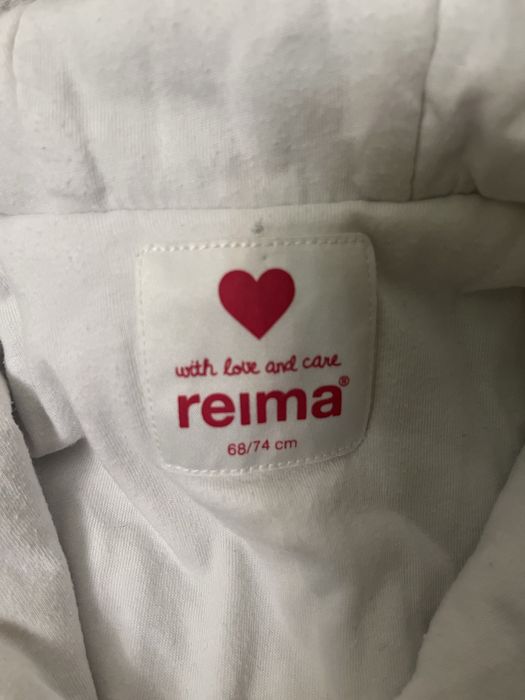 with love and care
reima®
68/74 cm